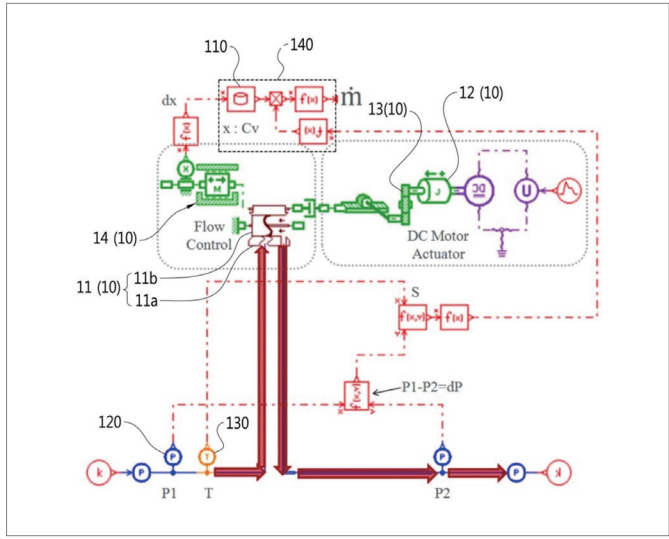 110
140
dx
ṁ
f(x)
f(x)
x : Cv
f(x)
13(10)
12 (10)
M
J
DC
U
14 (10)
Flow
Control
DC Motor
Actuator
11 (10)
11b
11a
S
f(x,y)
f(x)
P1-P2=dP
f(x,y)
120
130
k
P
P
T
P
P
k
P1
T
P2